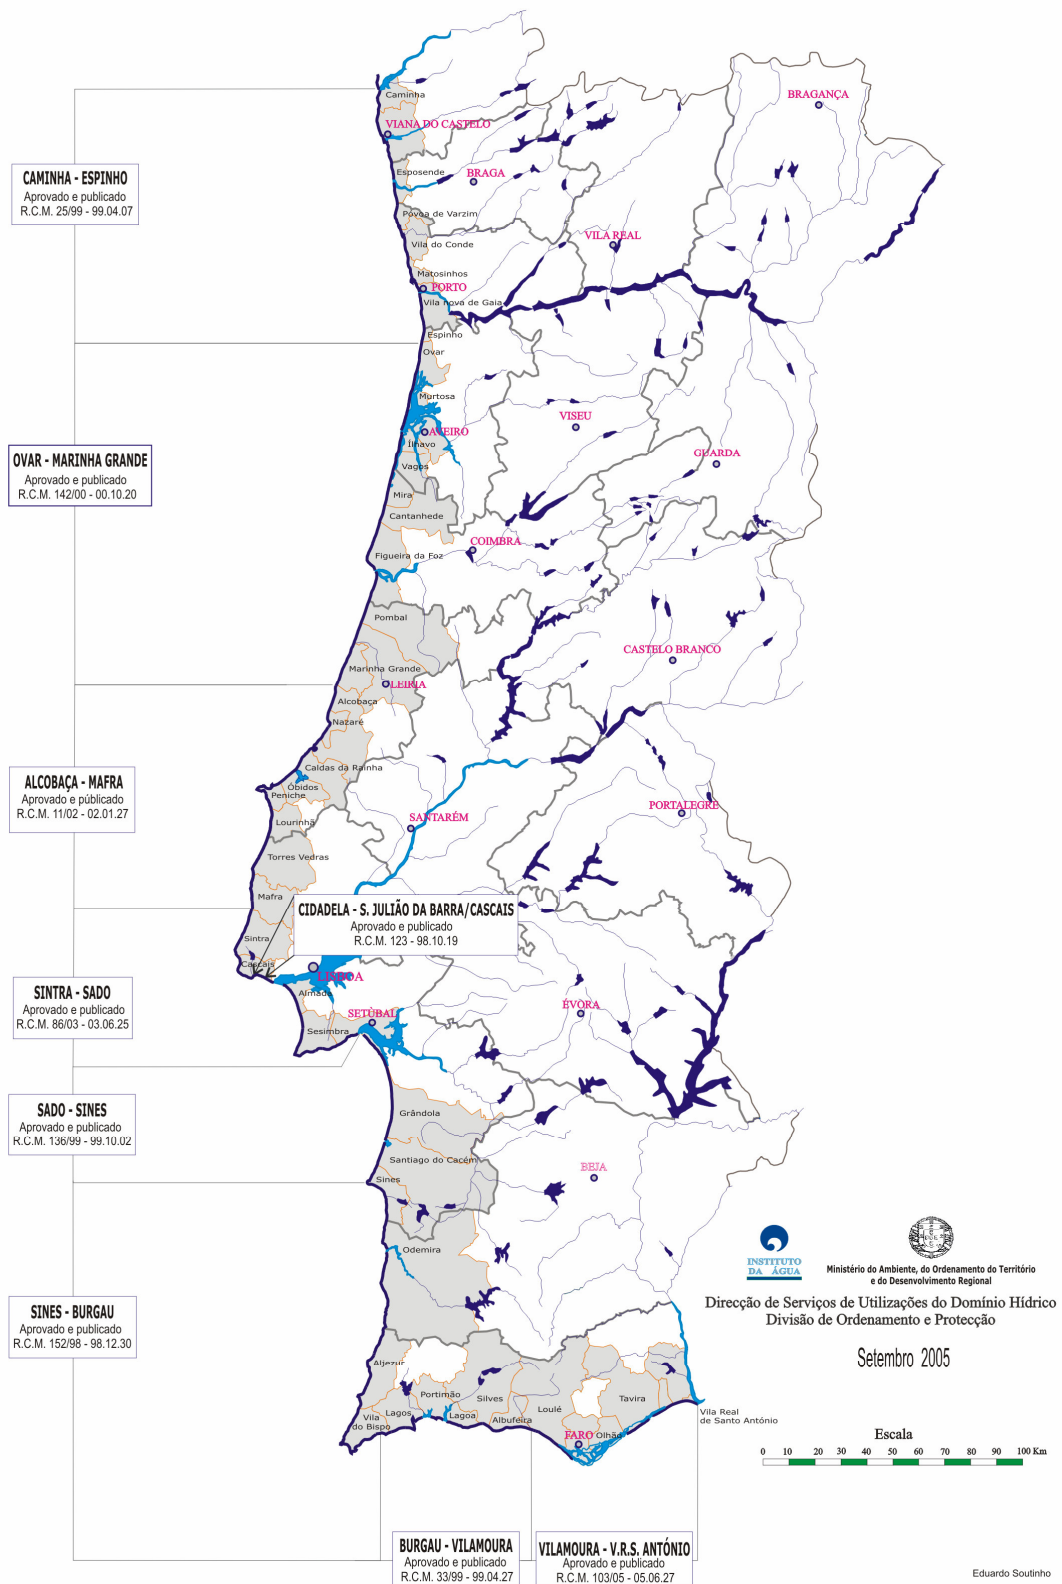 BRAGANÇA
Caminha
VIANA DO CASTELO
CAMINHA - ESPINHO
Aprovado e publicado
R.C.M. 25/99 - 99.04.07
Esposende
BRAGA
Póvoa de Varzim
Vila do Conde
VILA REAL
Matosinhos
PORTO
Vila nova de Gaia
Espinho
Ovar
Murtosa
VISEU
AVEIRO
Ílhavo
GUARDA
OVAR - MARINHA GRANDE
Aprovado e publicado
R.C.M. 142/00 - 00.10.20
Vagos
Mira
Cantanhede
COIMBRA
Figueira da Foz
Pombal
CASTELO BRANCO
Marinha Grande
LEIRIA
Alcobaça
Nazaré
Caldas da Rainha
ALCOBAÇA - MAFRA
Aprovado e públicado
R.C.M. 11/02 - 02.01.27
Óbidos
Peniche
PORTALEGRE
Lourinhã
SANTARÉM
Torres Vedras
Mafra
CIDADELA - S. JULIÃO DA BARRA/CASCAIS
Aprovado e publicado
R.C.M. 123 - 98.10.19
Sintra
Cascais
LISBOA
SINTRA - SADO
Aprovado e publicado
R.C.M. 86/03 - 03.06.25
Almada
SETÚBAL
ÉVORA
Sesimbra
SADO - SINES
Aprovado e publicado
R.C.M. 136/99 - 99.10.02
Grândola
Santiago do Cacém
BEJA
Sines
Odemira
INSTITUTO
DA ÁGUA
Ministério do Ambiente, do Ordenamento do Território
e do Desenvolvimento Regional
Direcção de Serviços de Utilizações do Domínio Hídrico
Divisão de Ordenamento e Protecção
Setembro 2005
SINES - BURGAU
Aprovado e publicado
R.C.M. 152/98 - 98.12.30
Aljezur
Portimão
Silves
Tavira
Loulé
Lagos
Lagoa
Vila
do Bispo
Albufeira
Vila Real
de Santo António
FARO
Olhão
Escala
0 10 20 30 40 50 60 70 80 90 100 Km
BURGAU - VILAMOURA
Aprovado e publicado
R.C.M. 33/99 - 99.04.27
VILAMOURA - V.R.S. ANTÓNIO
Aprovado e publicado
R.C.M. 103/05 - 05.06.27
Eduardo Soutinho